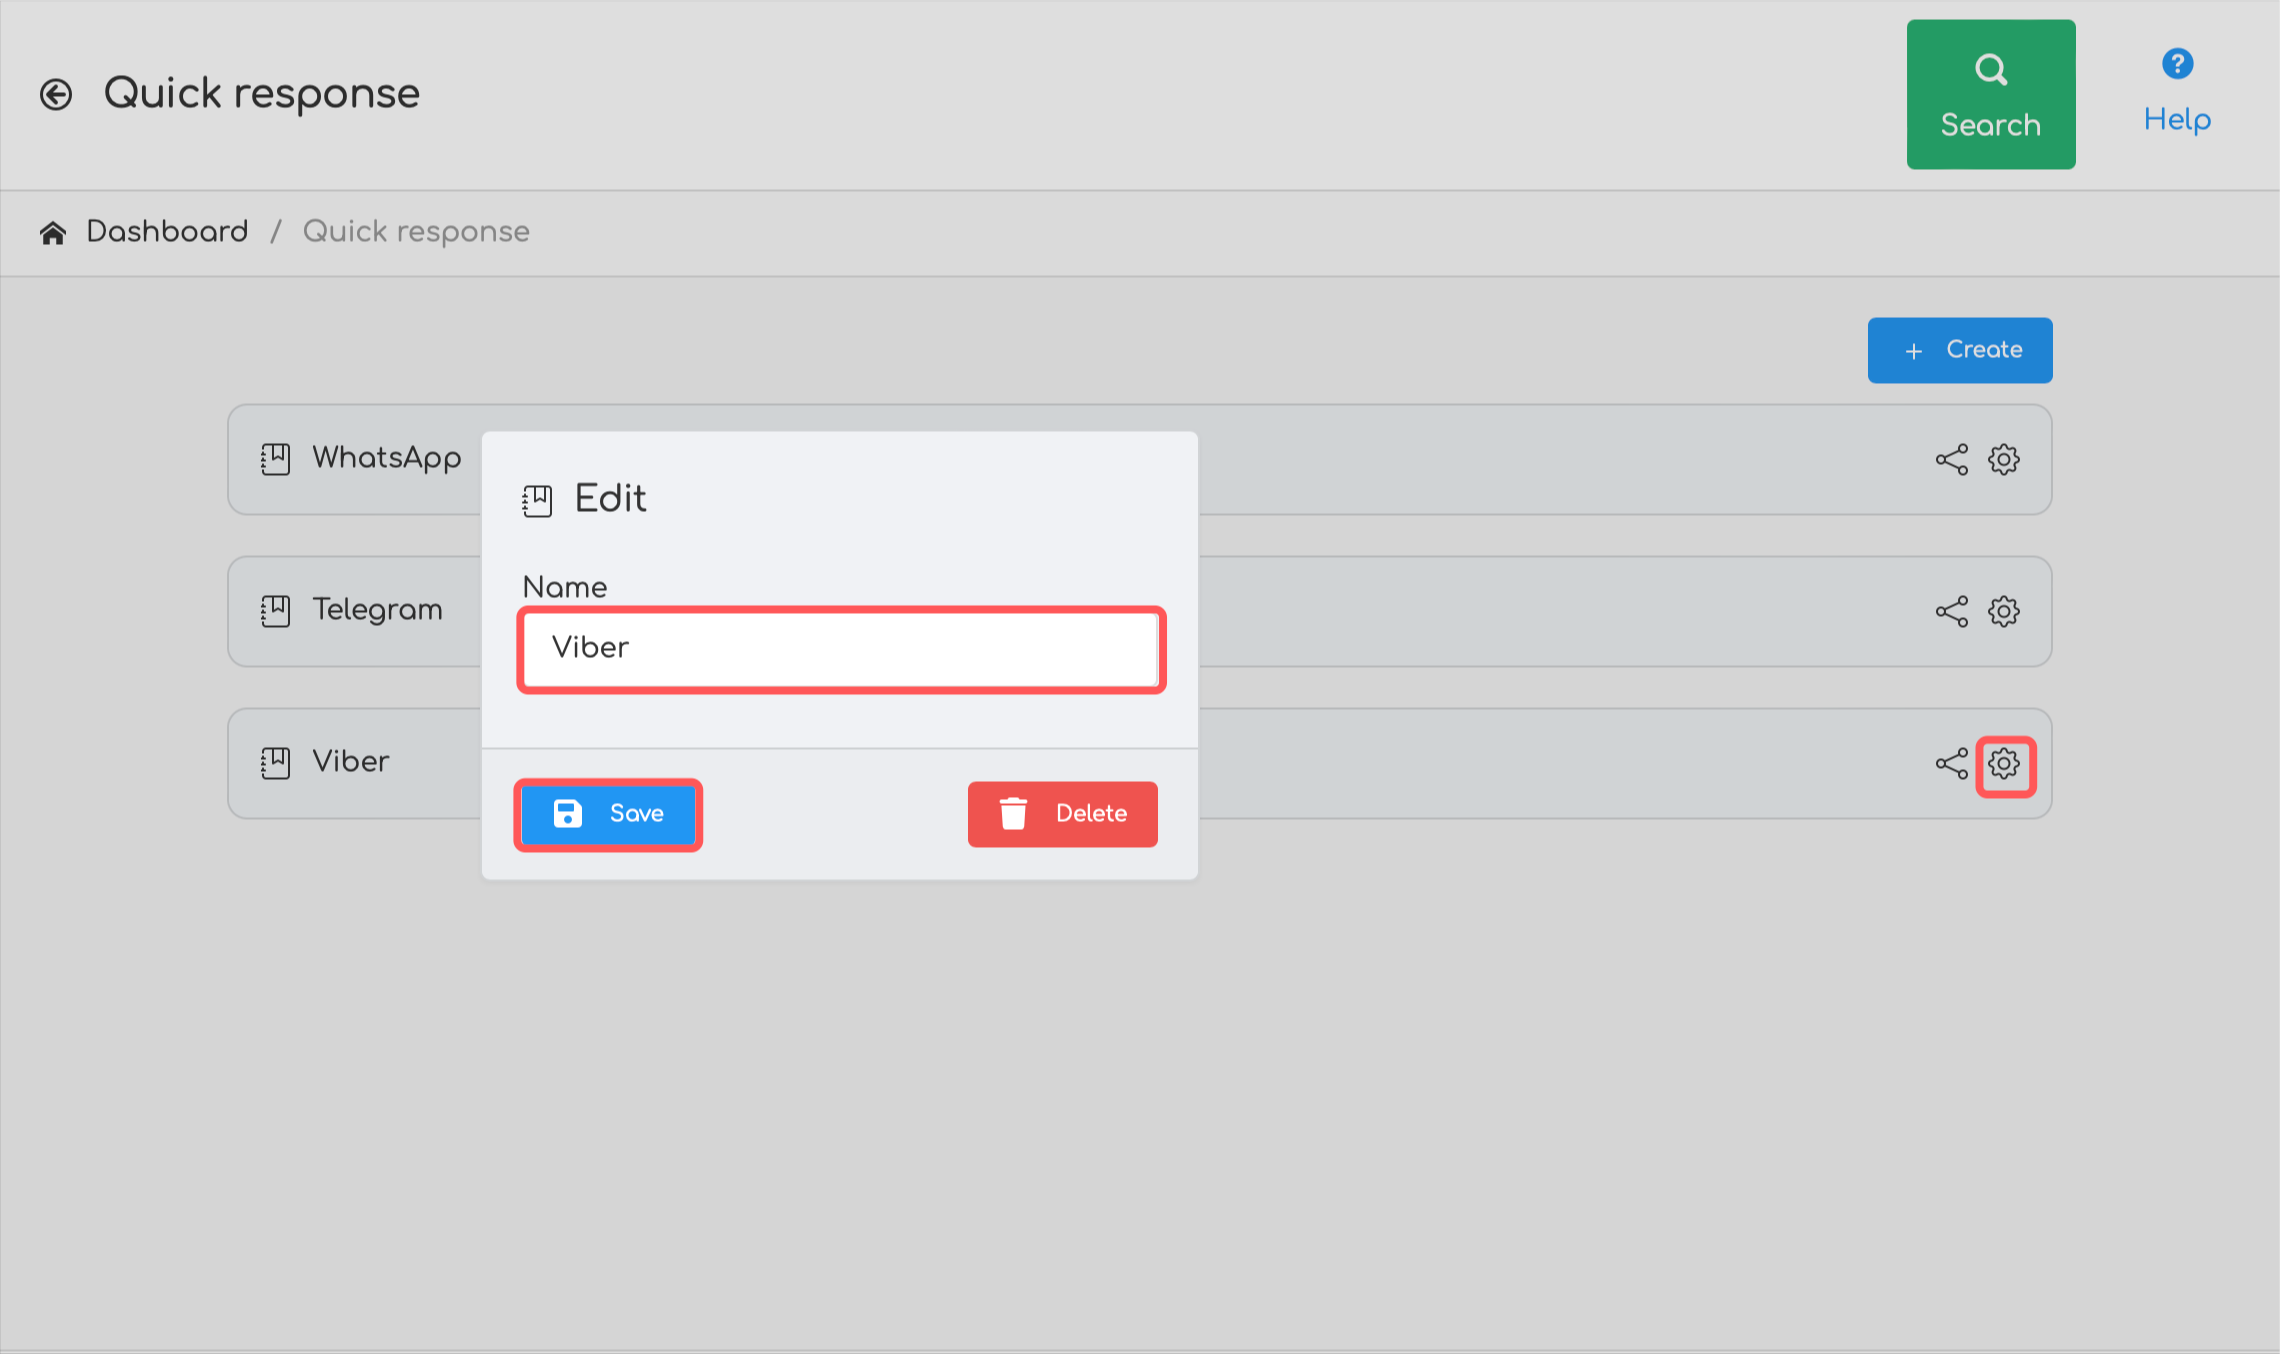 Quick response
Search
Help
Dashboard / Quick response
+ Create
WhatsApp
Telegram
Viber
Edit
Name
Viber
Save
Delete